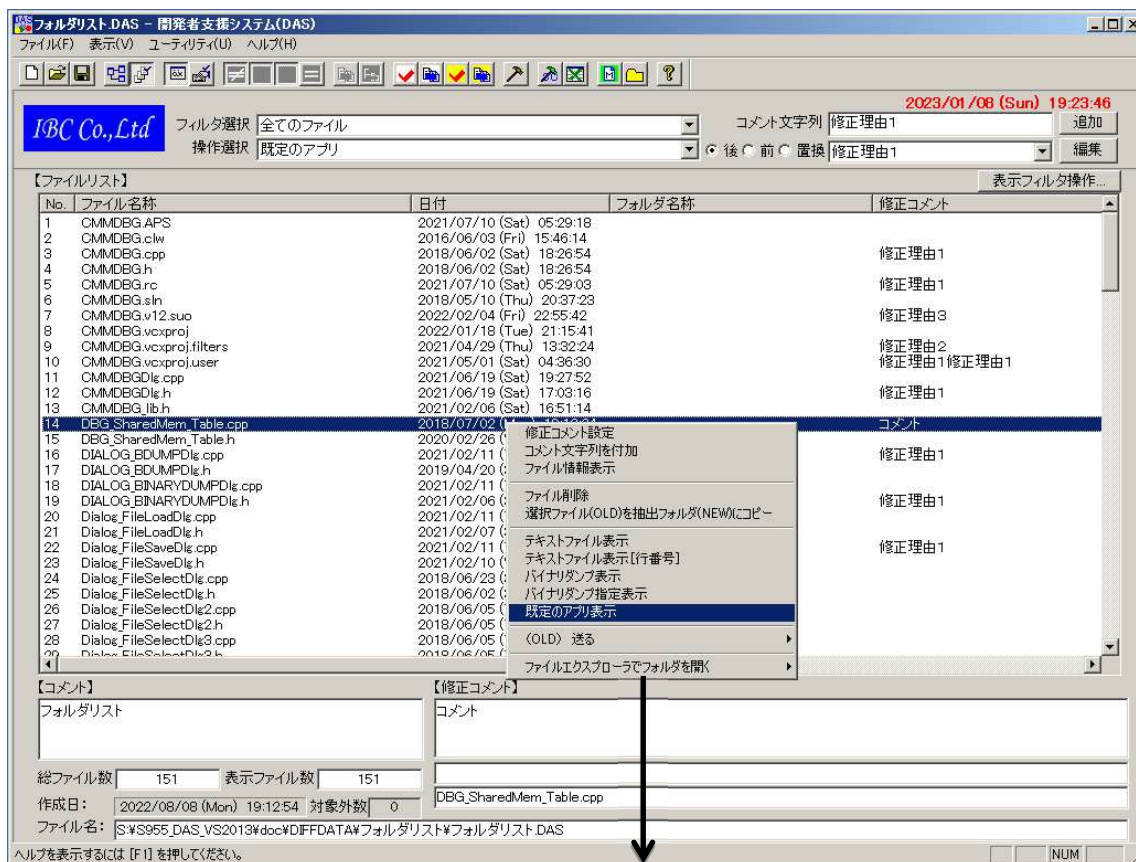 フォルダリスト.DAS － 開発者支援システム(DAS)
ファイル(F) 表示(V) ユーティリティ(U) ヘルプ(H)
2023/01/08 (Sun) 19:23:46
IBC Co.,Ltd フィルタ選択 全てのファイル コメント文字列 修正理由1 追加
操作選択 既定のアプリ 後 前 置換 修正理由1 編集
【ファイルリスト】 表示フィルタ操作...
No. ファイル名称 日付 フォルダ名称 修正コメント
1 CMMDBG.APS 2021/07/10 (Sat) 05:29:18
2 CMMDBG.clw 2016/06/03 (Fri) 15:46:14
3 CMMDBG.cpp 2018/06/02 (Sat) 18:26:54 修正理由1
4 CMMDBG.h 2018/06/02 (Sat) 18:26:54
5 CMMDBG.rc 2021/07/10 (Sat) 05:29:03 修正理由1
6 CMMDBG.sln 2018/05/10 (Thu) 20:37:23
7 CMMDBG.v12.suo 2022/02/04 (Fri) 22:55:42 修正理由3
8 CMMDBG.vcxproj 2022/01/18 (Tue) 21:15:41
9 CMMDBG.vcxproj.filters 2021/04/29 (Thu) 13:32:24 修正理由2
10 CMMDBG.vcxproj.user 2021/05/01 (Sat) 04:36:30 修正理由1修正理由1
11 CMMDBGDlg.cpp 2021/06/19 (Sat) 19:27:52
12 CMMDBGDlg.h 2021/06/19 (Sat) 17:03:16 修正理由1
13 CMMDBG_lib.h 2021/02/06 (Sat) 16:51:14
14 DBG_SharedMem_Table.cpp 2018/07/02 コメント
15 DBG_SharedMem_Table.h 2020/02/26
16 DIALOG_BDUMPDlg.cpp 2021/02/11 修正理由1
17 DIALOG_BDUMPDlg.h 2019/04/20
18 DIALOG_BINARYDUMPDlg.cpp 2021/02/11
19 DIALOG_BINARYDUMPDlg.h 2021/02/06 修正理由1
20 Dialog_FileLoadDlg.cpp 2021/02/11
21 Dialog_FileLoadDlg.h 2021/02/07
22 Dialog_FileSaveDlg.cpp 2021/02/11 修正理由1
23 Dialog_FileSaveDlg.h 2021/02/10
24 Dialog_FileSelectDlg.cpp 2018/06/23
25 Dialog_FileSelectDlg.h 2018/06/02
26 Dialog_FileSelectDlg2.cpp 2018/06/05
27 Dialog_FileSelectDlg2.h 2018/06/05
28 Dialog_FileSelectDlg3.cpp 2018/06/05
29 Dialog_FileSelectDlg3.h 2018/06/05
修正コメント設定
コメント文字列を付加
ファイル情報表示
ファイル削除
選択ファイル(OLD)を抽出フォルダ(NEW)にコピー
テキストファイル表示
テキストファイル表示[行番号]
バイナリダンプ表示
バイナリダンプ指定表示
既定のアプリ表示
(OLD) 送る
ファイルエクスプローラでフォルダを開く
【コメント】 【修正コメント】
フォルダリスト コメント
総ファイル数 151 表示ファイル数 151
作成日： 2022/08/08 (Mon) 19:12:54 対象外数 0 DBG_SharedMem_Table.cpp
ファイル名： S:¥S955_DAS_VS2013¥doc¥DIFFDATA¥フォルダリスト¥フォルダリスト.DAS
ヘルプを表示するには [F1] を押してください。 NUM